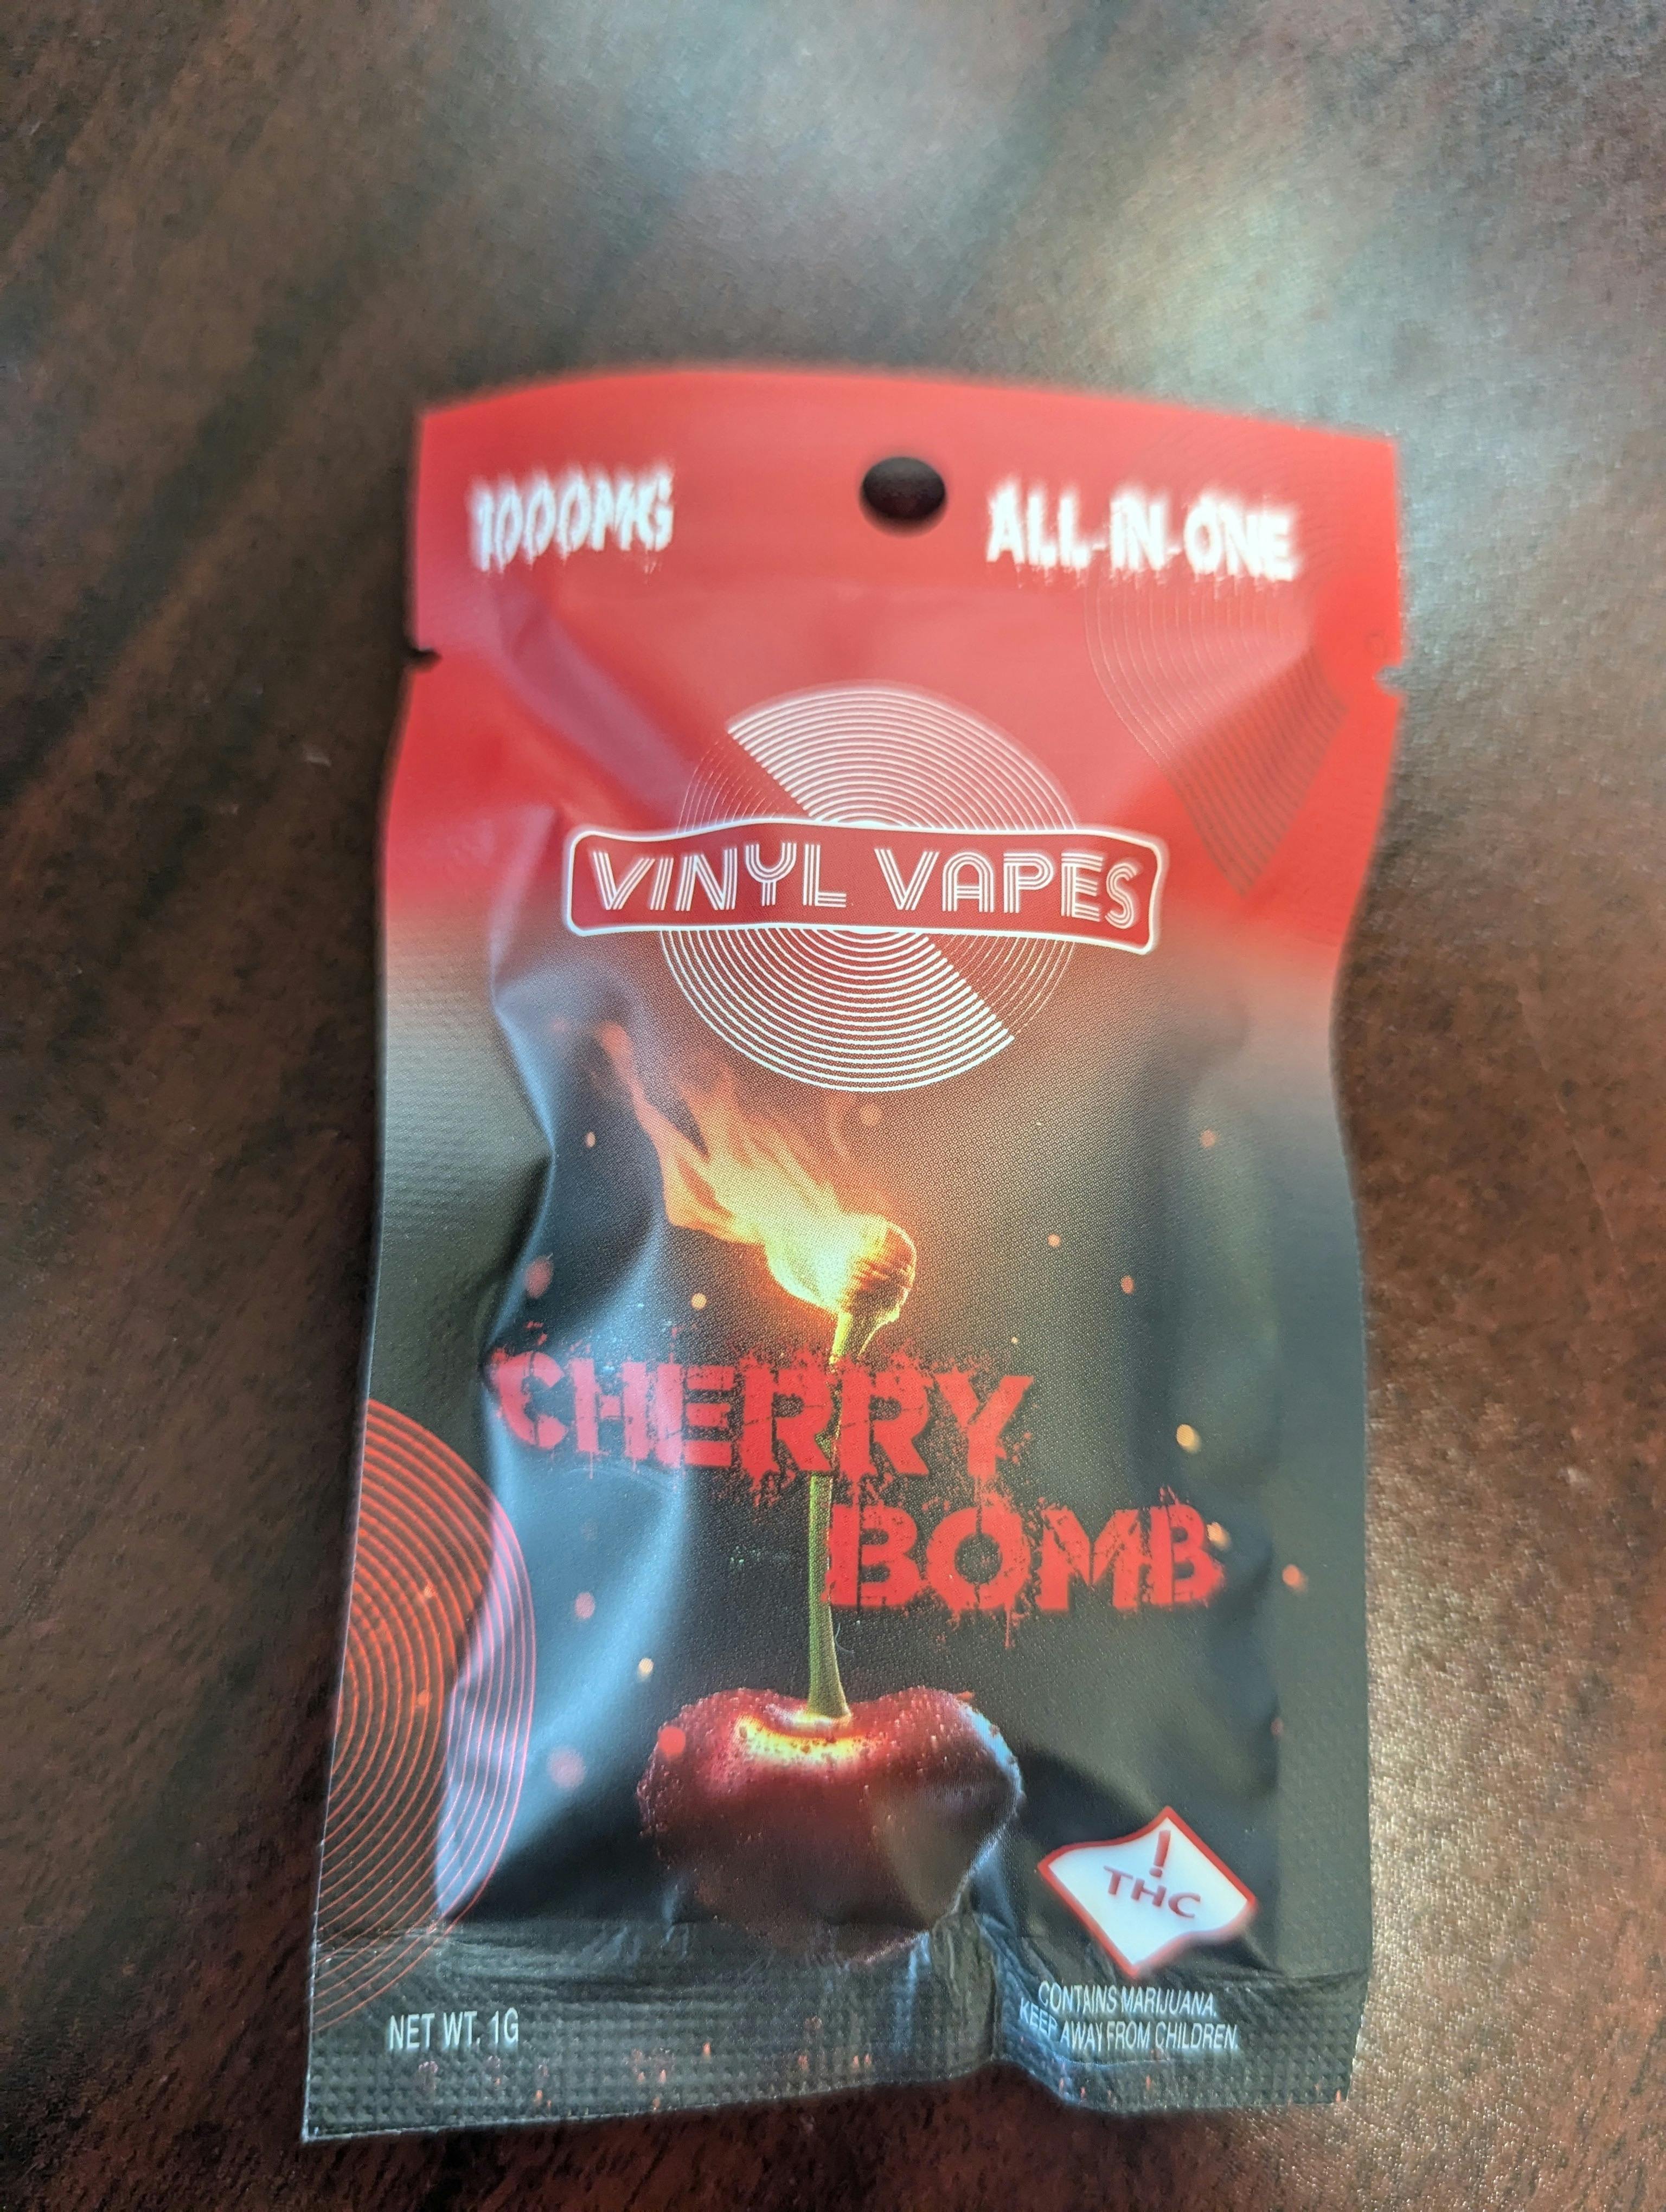 1000MG
ALL-IN-ONE
VINYL VAPES
CHERRY
BOMB
!
THC
CONTAINS MARIJUANA.
KEEP AWAY FROM CHILDREN.
NET WT. 1G